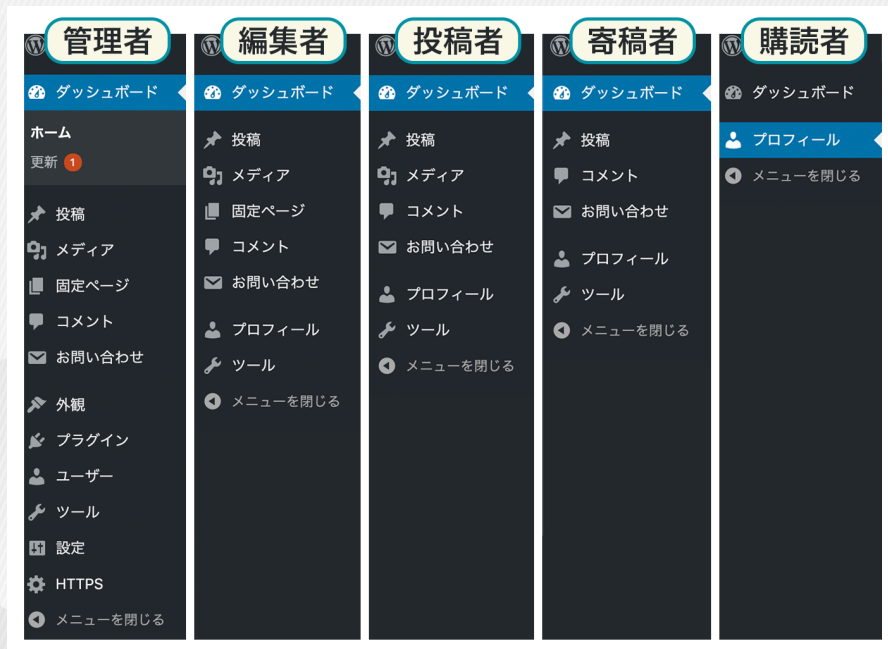 管理者
ダッシュボード
ホーム
更新 1
投稿
メディア
固定ページ
コメント
お問い合わせ
外観
プラグイン
ユーザー
ツール
設定
HTTPS
メニューを閉じる
編集者
ダッシュボード
投稿
メディア
固定ページ
コメント
お問い合わせ
プロフィール
ツール
メニューを閉じる
投稿者
ダッシュボード
投稿
メディア
コメント
お問い合わせ
プロフィール
ツール
メニューを閉じる
寄稿者
ダッシュボード
投稿
コメント
お問い合わせ
プロフィール
ツール
メニューを閉じる
購読者
ダッシュボード
プロフィール
メニューを閉じる